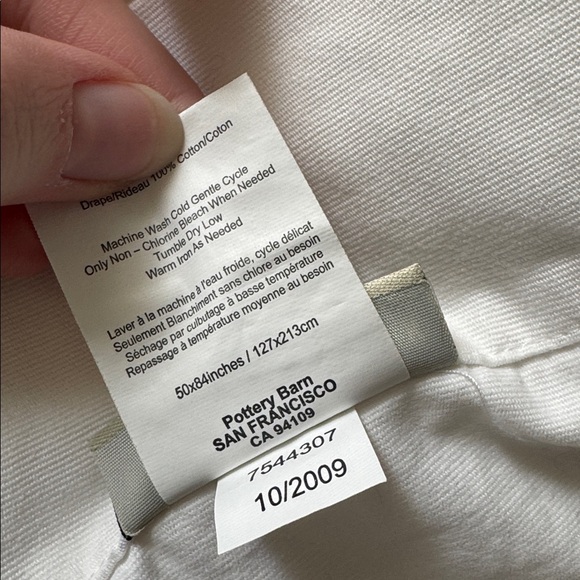 Drape/Rideau 100% Cotton/Coton
Machine Wash Cold Gentle Cycle
Only Non – Chlorine Bleach When Needed
Tumble Dry Low
Warm Iron As Needed
Laver à la machine à l'eau froide, cycle délicat
Seulement Blanchiment sans chlore au besoin
Séchage par culbutage à basse température
Repassage à température moyenne au besoin
50x84inches / 127x213cm
Pottery Barn
SAN FRANCISCO
CA 94109
7544307
10/2009